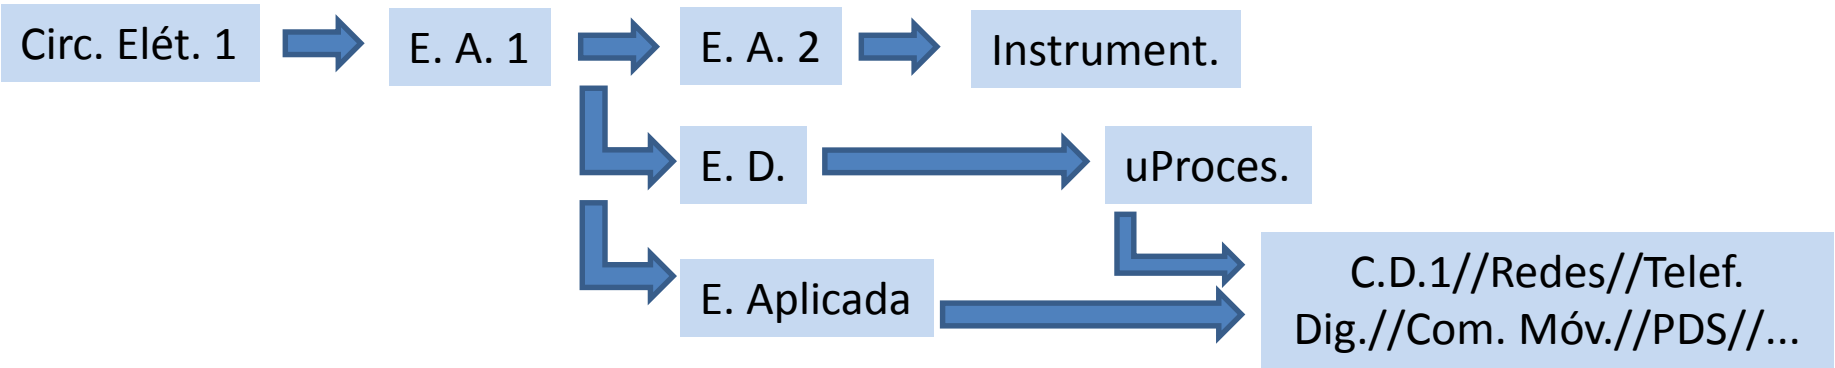 Circ. Elét. 1
E. A. 1
E. A. 2
Instrument.
E. D.
uProces.
E. Aplicada
C.D.1//Redes//Telef.
Dig.//Com. Móv.//PDS//...